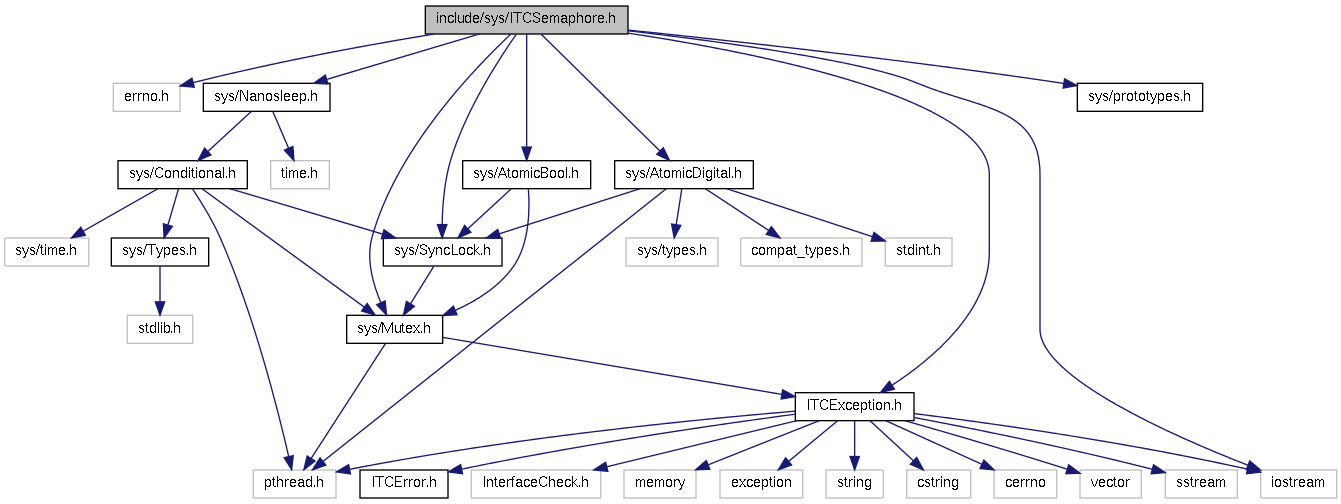 include/sys/ITCSemaphore.h
errno.h
sys/Nanosleep.h
sys/prototypes.h
sys/Conditional.h
time.h
sys/AtomicBool.h
sys/AtomicDigital.h
sys/time.h
sys/Types.h
sys/SyncLock.h
sys/types.h
compat_types.h
stdint.h
stdlib.h
sys/Mutex.h
ITCException.h
pthread.h
ITCError.h
InterfaceCheck.h
memory
exception
string
cstring
cerrno
vector
sstream
iostream